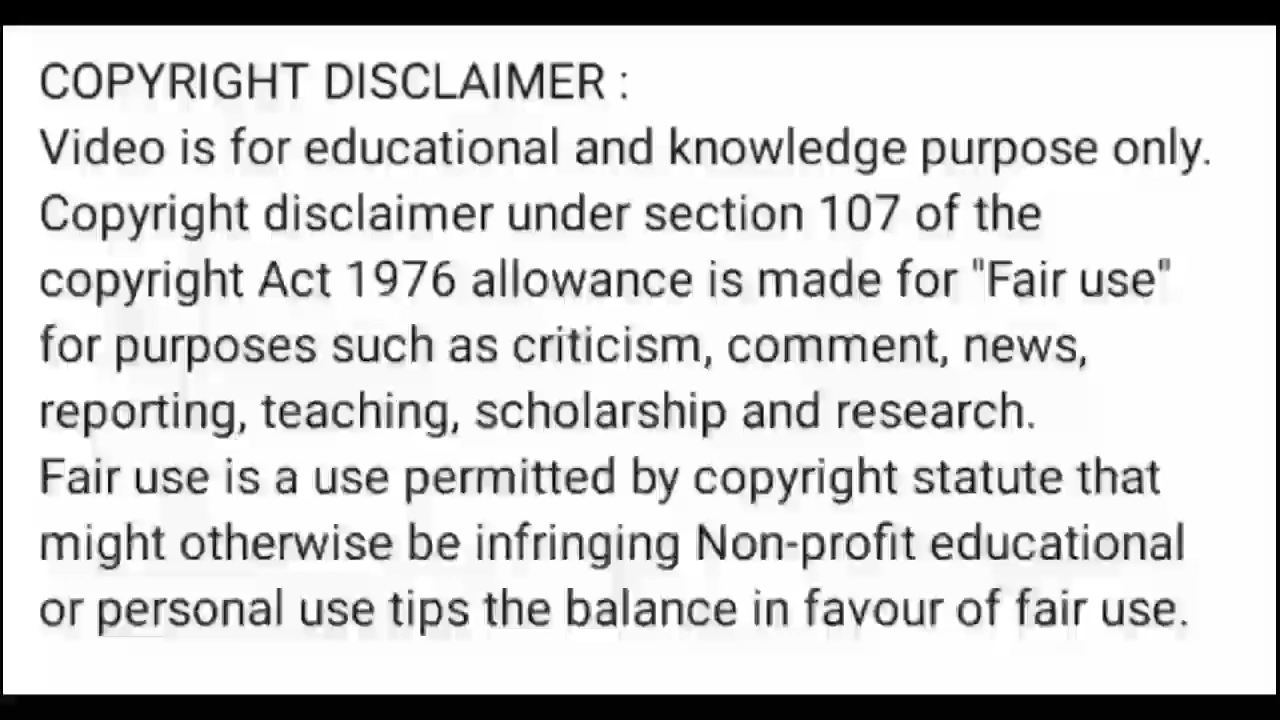 COPYRIGHT DISCLAIMER :
Video is for educational and knowledge purpose only.
Copyright disclaimer under section 107 of the
copyright Act 1976 allowance is made for "Fair use"
for purposes such as criticism, comment, news,
reporting, teaching, scholarship and research.
Fair use is a use permitted by copyright statute that
might otherwise be infringing Non-profit educational
or personal use tips the balance in favour of fair use.